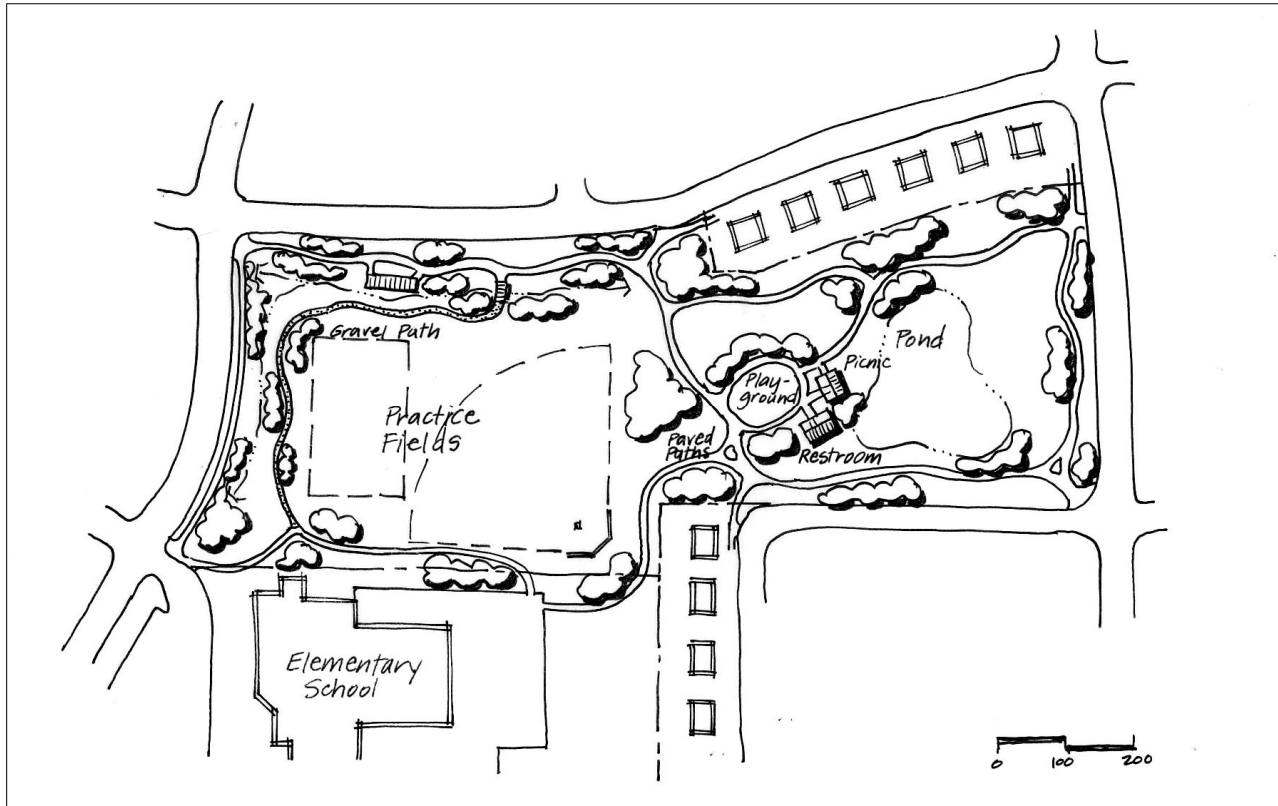 Gravel Path
Pond
Picnic
Play-
ground
Practice
Fields
Paved
Paths
Restroom
Elementary
School
0 100 200